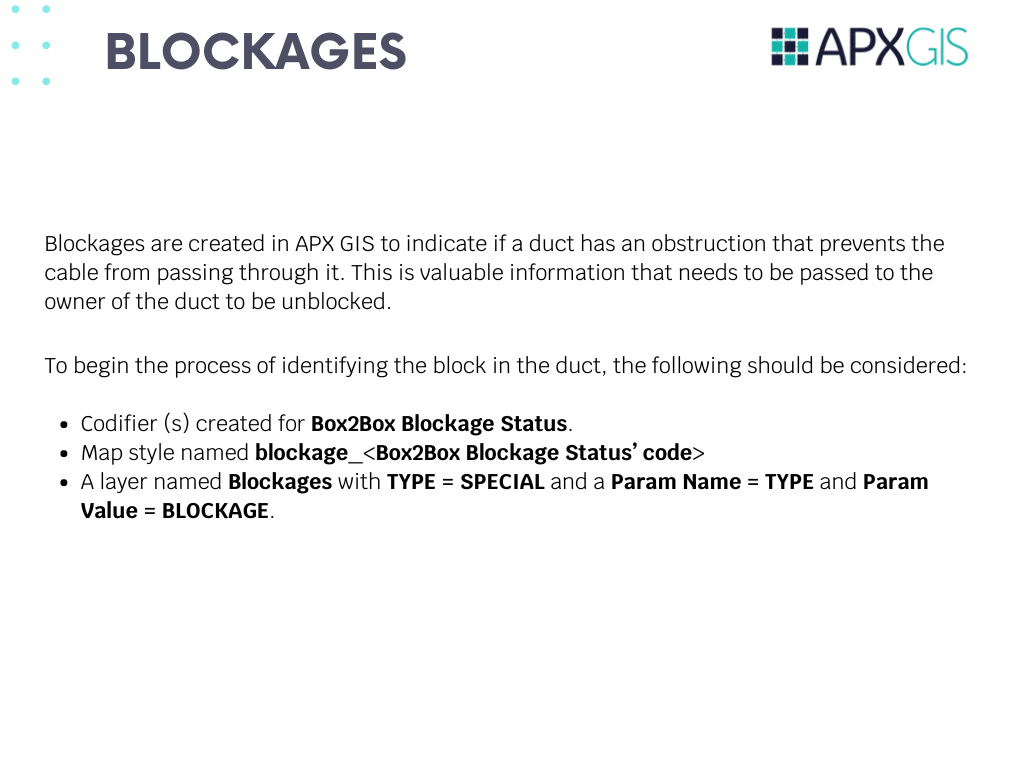 BLOCKAGES
APXGIS
Blockages are created in APX GIS to indicate if a duct has an obstruction that prevents the
cable from passing through it. This is valuable information that needs to be passed to the
owner of the duct to be unblocked.
To begin the process of identifying the block in the duct, the following should be considered:
• Codifier (s) created for Box2Box Blockage Status.
• Map style named blockage_<Box2Box Blockage Status’ code>
• A layer named Blockages with TYPE = SPECIAL and a Param Name = TYPE and Param
Value = BLOCKAGE.